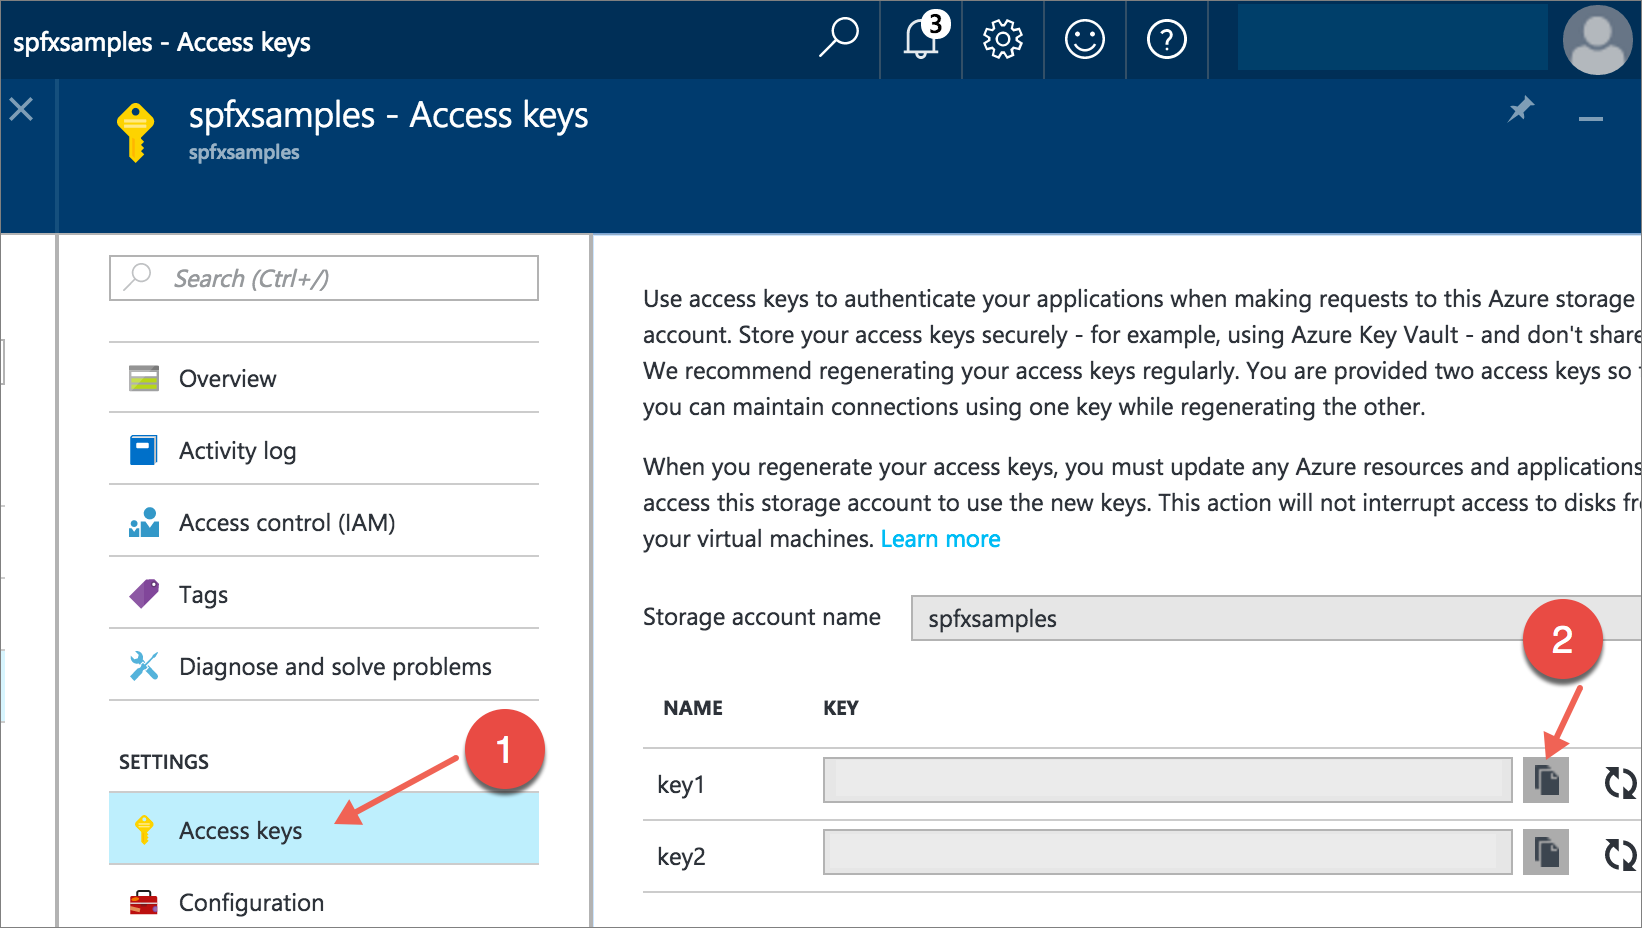 spfxsamples - Access keys
3
?
spfxsamples - Access keys
spfxsamples
Search (Ctrl+/)
Overview
Activity log
Access control (IAM)
Tags
Diagnose and solve problems
SETTINGS
1
Access keys
Configuration
Use access keys to authenticate your applications when making requests to this Azure storage
account. Store your access keys securely - for example, using Azure Key Vault - and don't share
We recommend regenerating your access keys regularly. You are provided two access keys so
you can maintain connections using one key while regenerating the other.
When you regenerate your access keys, you must update any Azure resources and applications
access this storage account to use the new keys. This action will not interrupt access to disks
your virtual machines. Learn more
Storage account name spfxsamples
2
NAME KEY
key1
key2